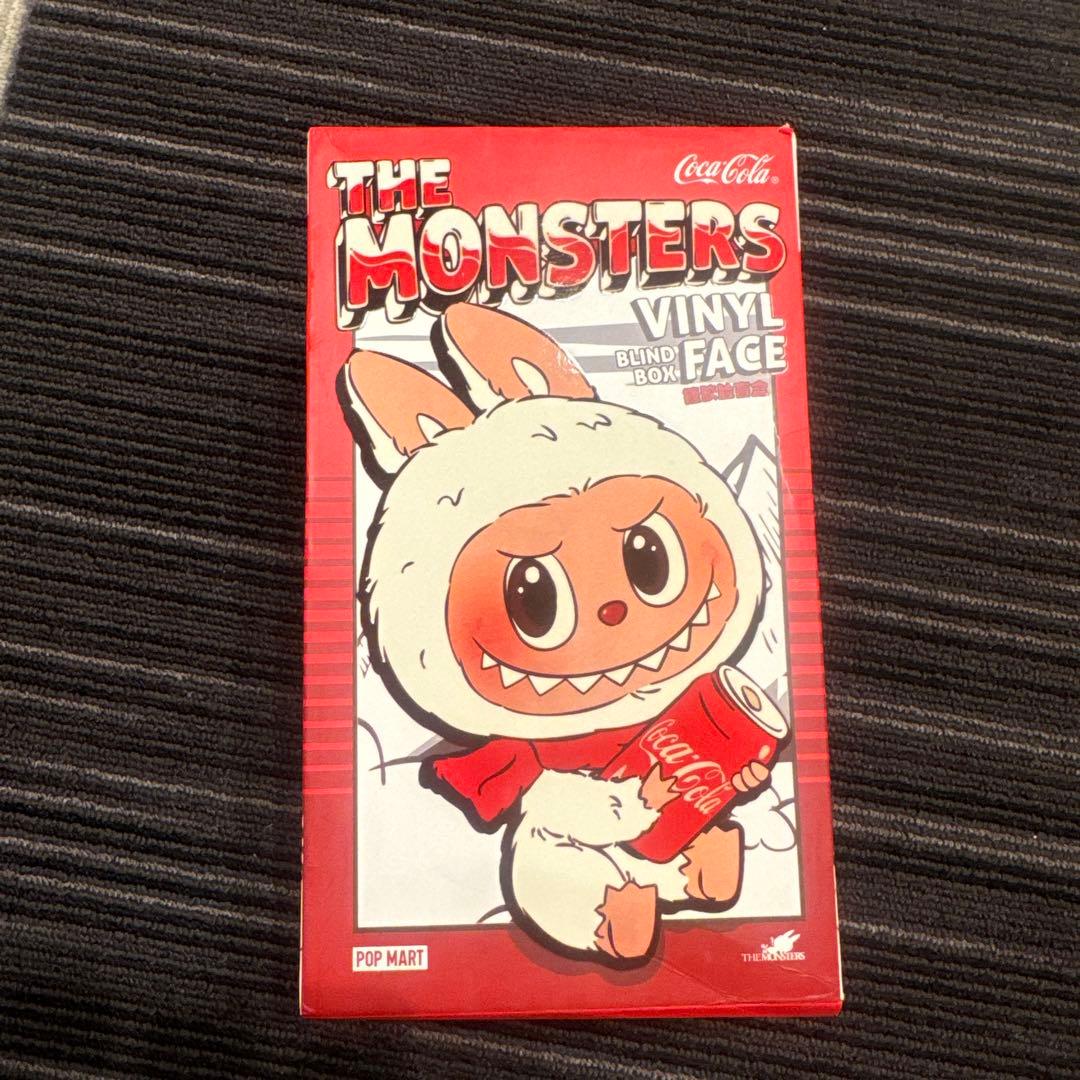 THE
Coca-Cola®
MONSTERS
VINYL
BLIND
BOX
FACE
Coca-Cola
POP MART
THE MONSTERS